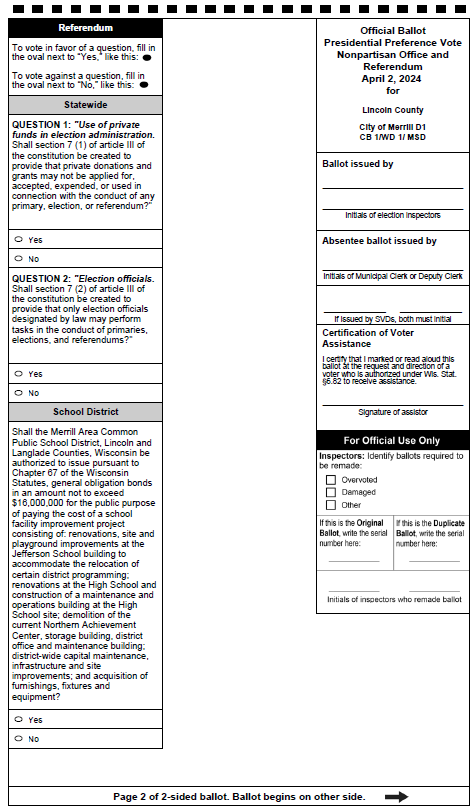 Referendum
To vote in favor of a question, fill in
the oval next to "Yes," like this:
To vote against a question, fill in
the oval next to "No," like this:
Statewide
QUESTION 1: "Use of private
funds in election administration.
Shall section 7 (1) of article III of
the constitution be created to
provide that private donations and
grants may not be applied for,
accepted, expended, or used in
connection with the conduct of any
primary, election, or referendum?"
Yes
No
QUESTION 2: "Election officials.
Shall section 7 (2) of article III of
the constitution be created to
provide that only election officials
designated by law may perform
tasks in the conduct of primaries,
elections, and referendums?"
Yes
No
School District
Shall the Merrill Area Common
Public School District, Lincoln and
Langlade Counties, Wisconsin be
authorized to issue pursuant to
Chapter 67 of the Wisconsin
Statutes, general obligation bonds
in an amount not to exceed
$16,000,000 for the public purpose
of paying the cost of a school
facility improvement project
consisting of: renovations, site and
playground improvements at the
Jefferson School building to
accommodate the relocation of
certain district programming;
renovations at the High School and
construction of a maintenance and
operations building at the High
School site; demolition of the
current Northern Achievement
Center, storage building, district
office and maintenance building;
district-wide capital maintenance,
infrastructure and site
improvements; and acquisition of
furnishings, fixtures and
equipment?
Yes
No
Official Ballot
Presidential Preference Vote
Nonpartisan Office and
Referendum
April 2, 2024
for
Lincoln County
City of Merrill D1
CB 1/WD 1/ MSD
Ballot issued by
Initials of election inspectors
Absentee ballot issued by
Initials of Municipal Clerk or Deputy Clerk
If issued by SVDs, both must initial
Certification of Voter
Assistance
I certify that I marked or read aloud this
ballot at the request and direction of a
voter who is authorized under Wis. Stat.
§6.82 to receive assistance.
Signature of assistor
For Official Use Only
Inspectors: Identify ballots required to
be remade:
Overvoted
Damaged
Other
If this is the Original
Ballot, write the serial
number here:
If this is the Duplicate
Ballot, write the serial
number here:
Initials of inspectors who remade ballot
Page 2 of 2-sided ballot. Ballot begins on other side.